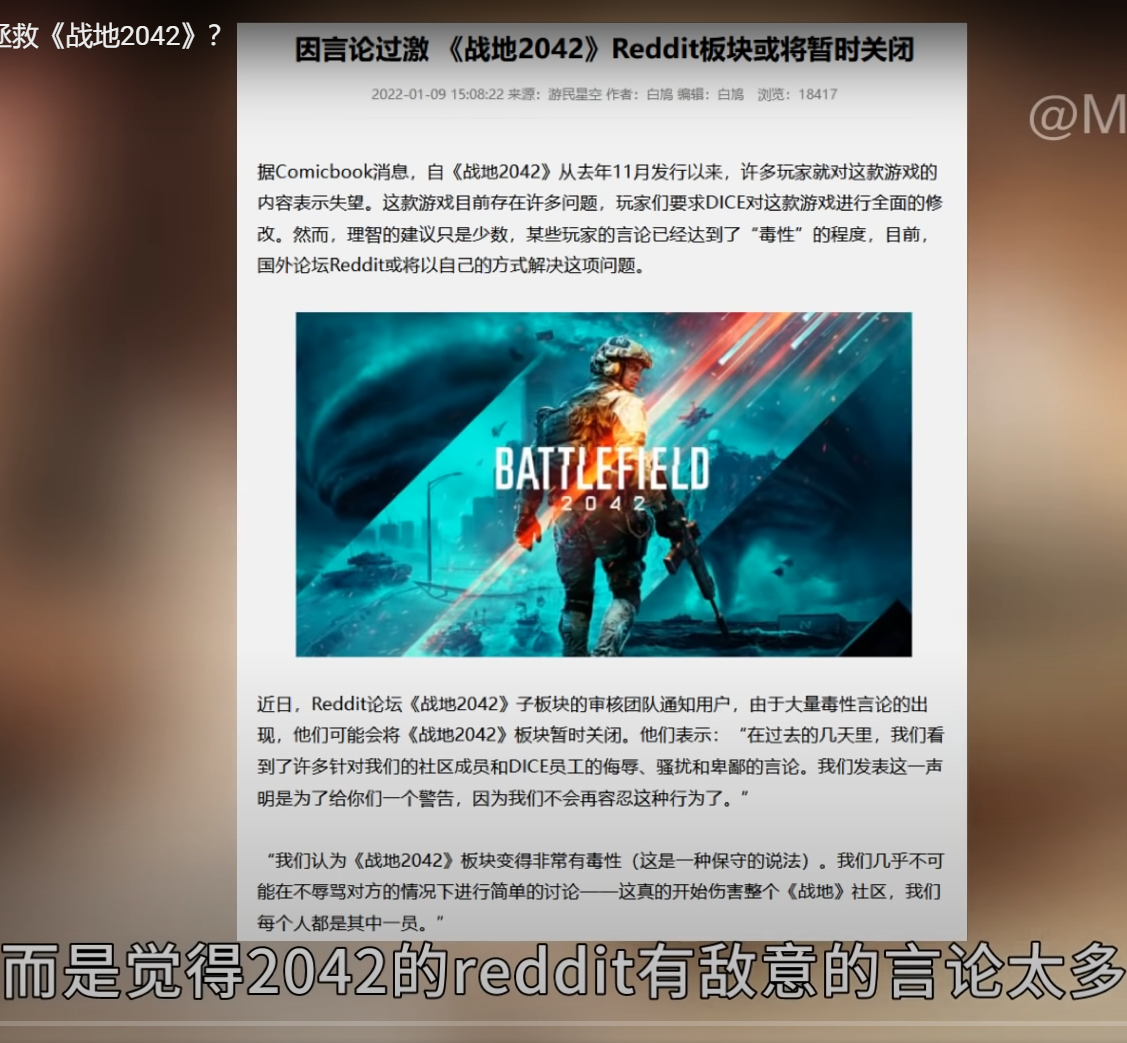 拯救《战地2042》？
因言论过激 《战地2042》Reddit板块或将暂时关闭
2022-01-09 15:08:22 来源：游民星空 作者：白鸠 编辑：白鸠 浏览：18417
@M
据Comicbook消息，自《战地2042》从去年11月发行以来，许多玩家就对这款游戏的
内容表示失望。这款游戏目前存在许多问题，玩家们要求DICE对这款游戏进行全面的修
改。然而，理智的建议只是少数，某些玩家的言论已经达到了“毒性”的程度，目前，
国外论坛Reddit或将以自己的方式解决这项问题。
BATTLEFIELD
2042
近日，Reddit论坛《战地2042》子板块的审核团队通知用户，由于大量毒性言论的出
现，他们可能会将《战地2042》板块暂时关闭。他们表示：“在过去的几天里，我们看
到了许多针对我们的社区成员和DICE员工的侮辱、骚扰和卑鄙的言论。我们发表这一声
明是为了给你们一个警告，因为我们不会再容忍这种行为了。”
“我们认为《战地2042》板块变得非常有毒性（这是一种保守的说法）。我们几乎不可
能在不辱骂对方的情况下进行简单的讨论——这真的开始伤害整个《战地》社区，我们
每个人都是其中一员。”
而是觉得2042的reddit有敌意的言论太多